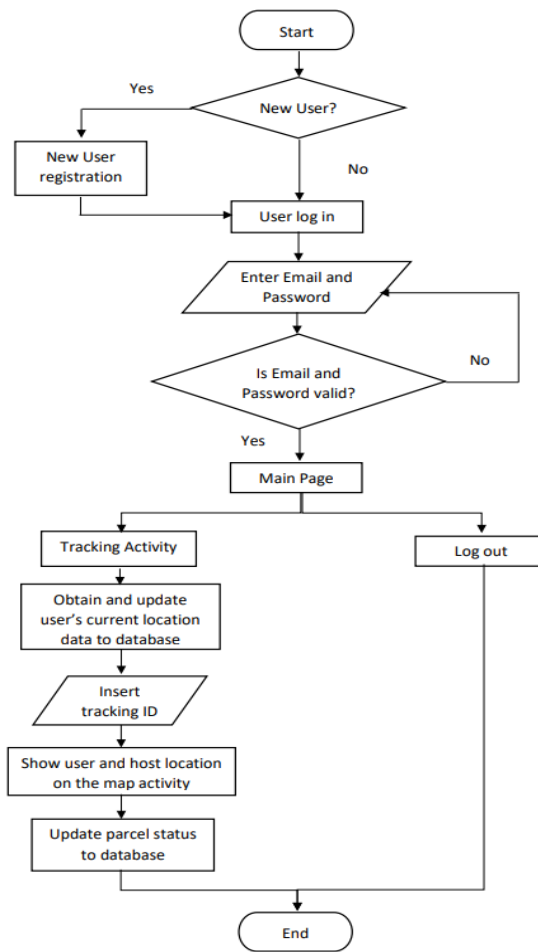 Start
Yes
New User?
New User
registration
No
User log in
Enter Email and
Password
No
Is Email and
Password valid?
Yes
Main Page
Tracking Activity
Log out
Obtain and update
user's current location
data to database
Insert
tracking ID
Show user and host location
on the map activity
Update parcel status
to database
End